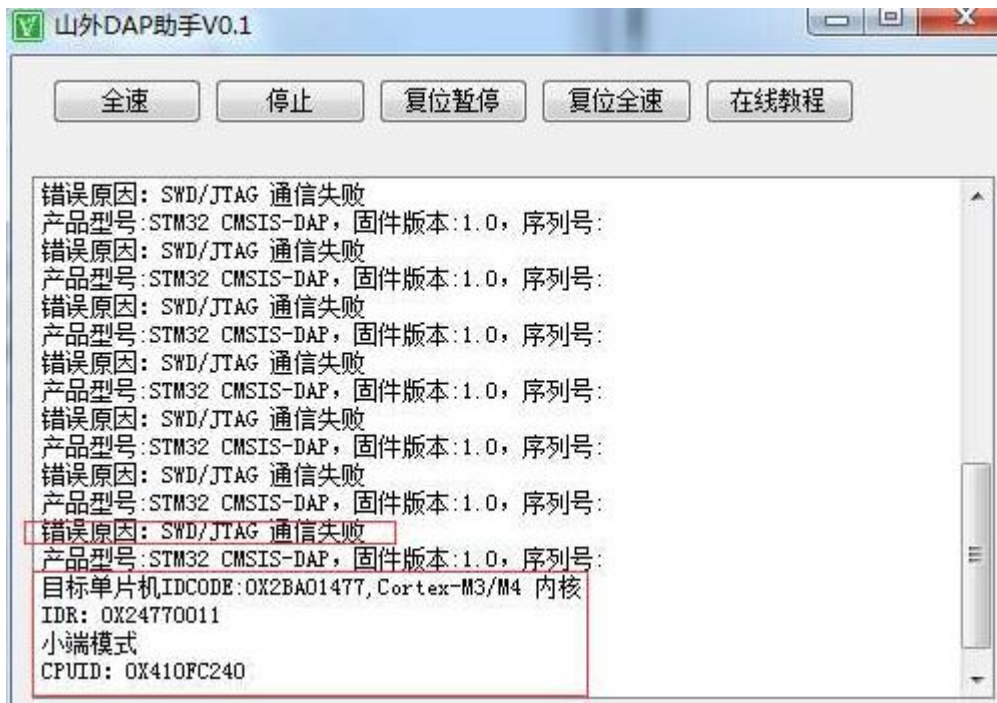 山外DAP助手V0.1
全速 停止 复位暂停 复位全速 在线教程
错误原因: SWD/JTAG 通信失败
产品型号:STM32 CMSIS-DAP，固件版本:1.0，序列号:
错误原因: SWD/JTAG 通信失败
产品型号:STM32 CMSIS-DAP，固件版本:1.0，序列号:
错误原因: SWD/JTAG 通信失败
产品型号:STM32 CMSIS-DAP，固件版本:1.0，序列号:
错误原因: SWD/JTAG 通信失败
产品型号:STM32 CMSIS-DAP，固件版本:1.0，序列号:
错误原因: SWD/JTAG 通信失败
产品型号:STM32 CMSIS-DAP，固件版本:1.0，序列号:
错误原因: SWD/JTAG 通信失败
产品型号:STM32 CMSIS-DAP，固件版本:1.0，序列号:
错误原因: SWD/JTAG 通信失败
产品型号:STM32 CMSIS-DAP，固件版本:1.0，序列号:
目标单片机IDCODE:0X2BA01477,Cortex-M3/M4 内核
IDR: 0X24770011
小端模式
CPUID: 0X410FC240